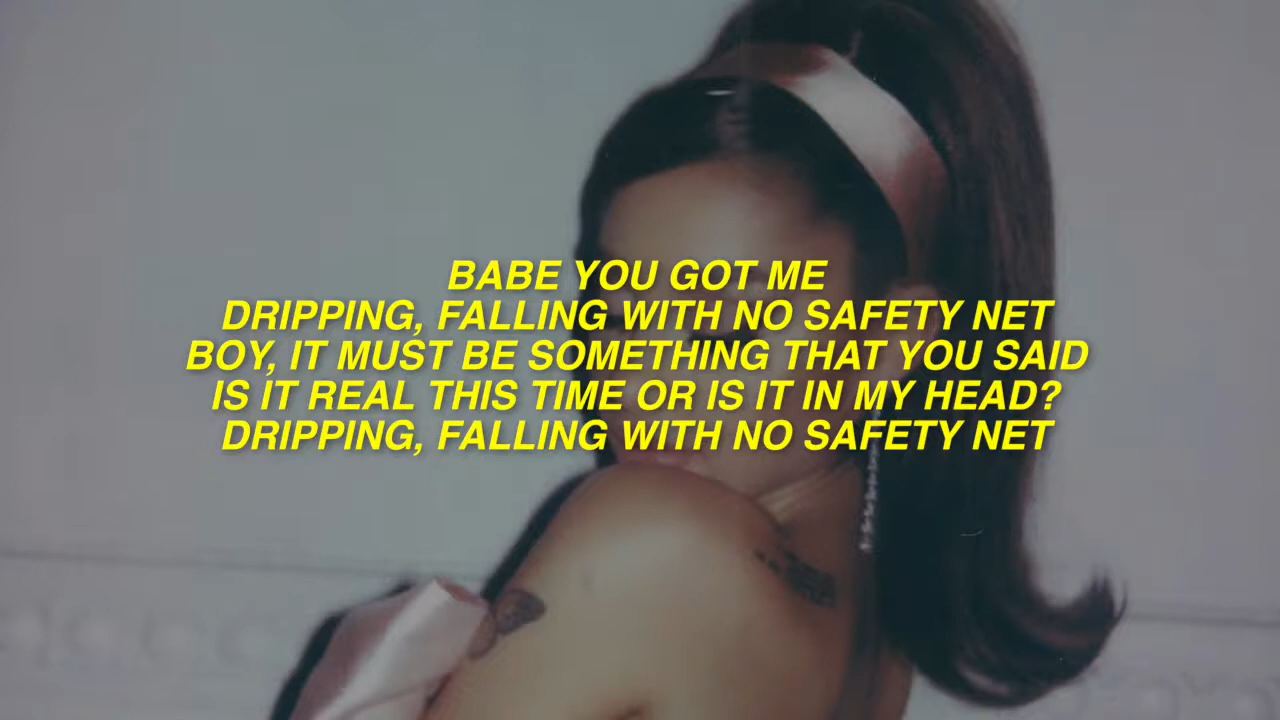 BABE YOU GOT ME
DRIPPING, FALLING WITH NO SAFETY NET
BOY, IT MUST BE SOMETHING THAT YOU SAID
IS IT REAL THIS TIME OR IS IT IN MY HEAD?
DRIPPING, FALLING WITH NO SAFETY NET